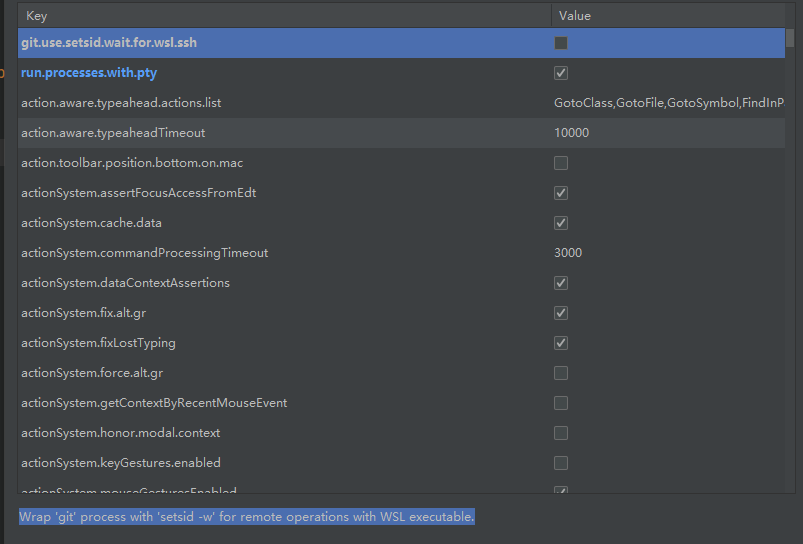 Key Value
git.use.setsid.wait.for.wsl.ssh
run.processes.with.pty
action.aware.typeahead.actions.list GotoClass,GotoFile,GotoSymbol,FindInP
action.aware.typeaheadTimeout 10000
action.toolbar.position.bottom.on.mac
actionSystem.assertFocusAccessFromEdt
actionSystem.cache.data
actionSystem.commandProcessingTimeout 3000
actionSystem.dataContextAssertions
actionSystem.fix.alt.gr
actionSystem.fixLostTyping
actionSystem.force.alt.gr
actionSystem.getContextByRecentMouseEvent
actionSystem.honor.modal.context
actionSystem.keyGestures.enabled
actionSystem.mouseGesturesEnabled
Wrap 'git' process with 'setsid -w' for remote operations with WSL executable.